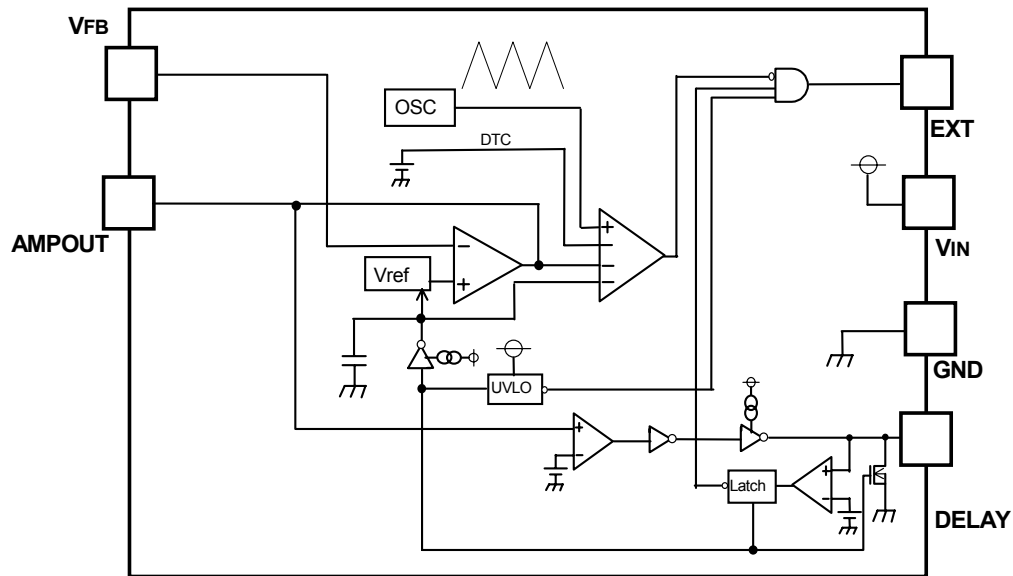 VFB
OSC
EXT
DTC
AMPOUT
VIN
Vref
GND
UVLO
Latch
DELAY